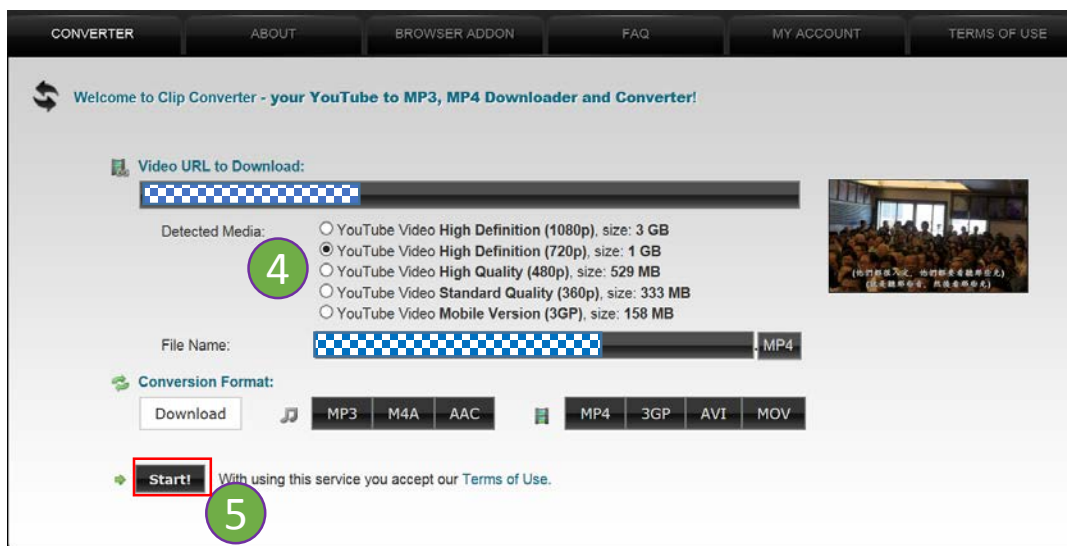 CONVERTER ABOUT BROWSER ADDON FAQ MY ACCOUNT TERMS OF USE
Welcome to Clip Converter - your YouTube to MP3, MP4 Downloader and Converter!
Video URL to Download:
Detected Media:
YouTube Video High Definition (1080p), size: 3 GB
YouTube Video High Definition (720p), size: 1 GB
4
YouTube Video High Quality (480p), size: 529 MB
YouTube Video Standard Quality (360p), size: 333 MB
YouTube Video Mobile Version (3GP), size: 158 MB
File Name: . MP4
Conversion Format:
Download MP3 M4A AAC MP4 3GP AVI MOV
Start! With using this service you accept our Terms of Use.
5